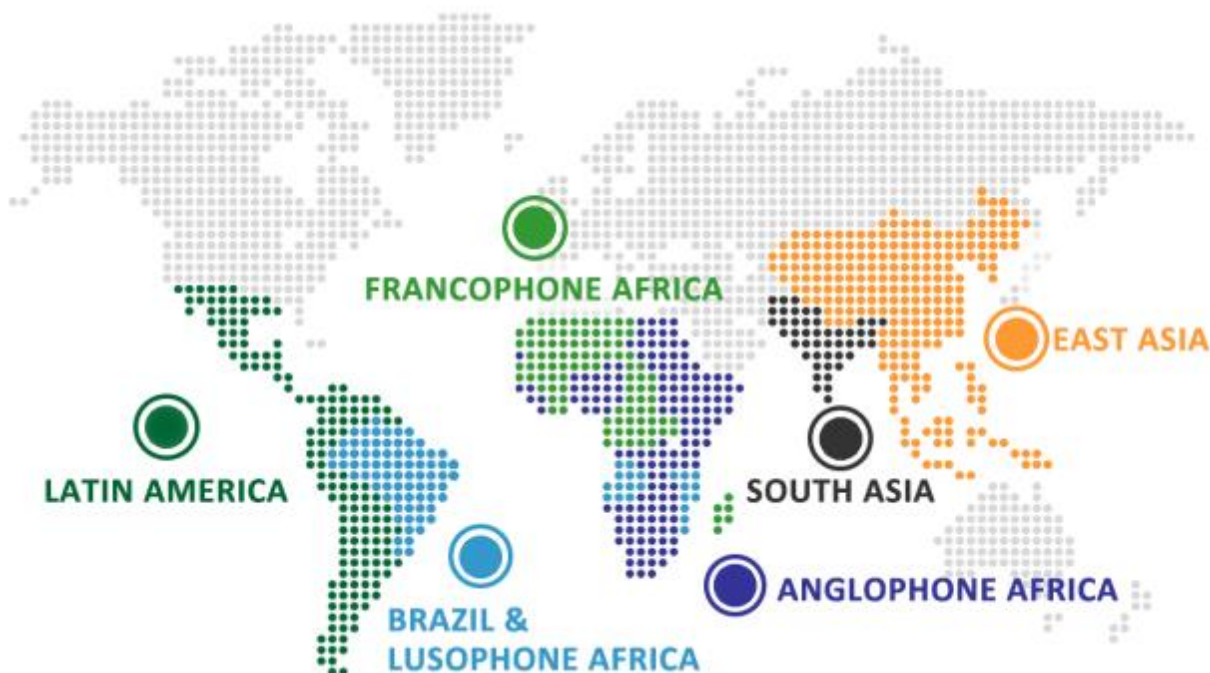 FRANCOPHONE AFRICA
EAST ASIA
LATIN AMERICA
SOUTH ASIA
ANGLOPHONE AFRICA
BRAZIL &
LUSOPHONE AFRICA